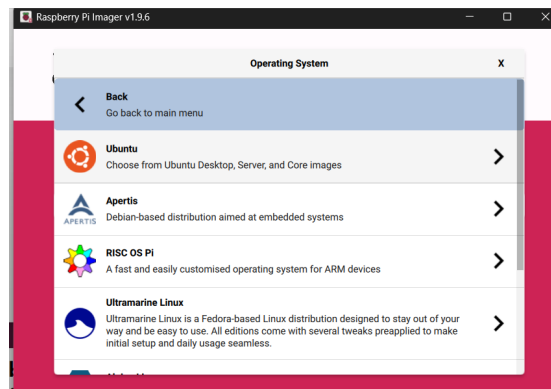 Raspberry Pi Imager v1.9.6
Operating System
X
Back
Go back to main menu
Ubuntu
Choose from Ubuntu Desktop, Server, and Core images
APERTIS
Apertis
Debian-based distribution aimed at embedded systems
RISC OS Pi
A fast and easily customised operating system for ARM devices
Ultramarine Linux
Ultramarine Linux is a Fedora-based Linux distribution designed to stay out of your
way and be easy to use. All editions come with several tweaks preapplied to make
initial setup and daily usage seamless.